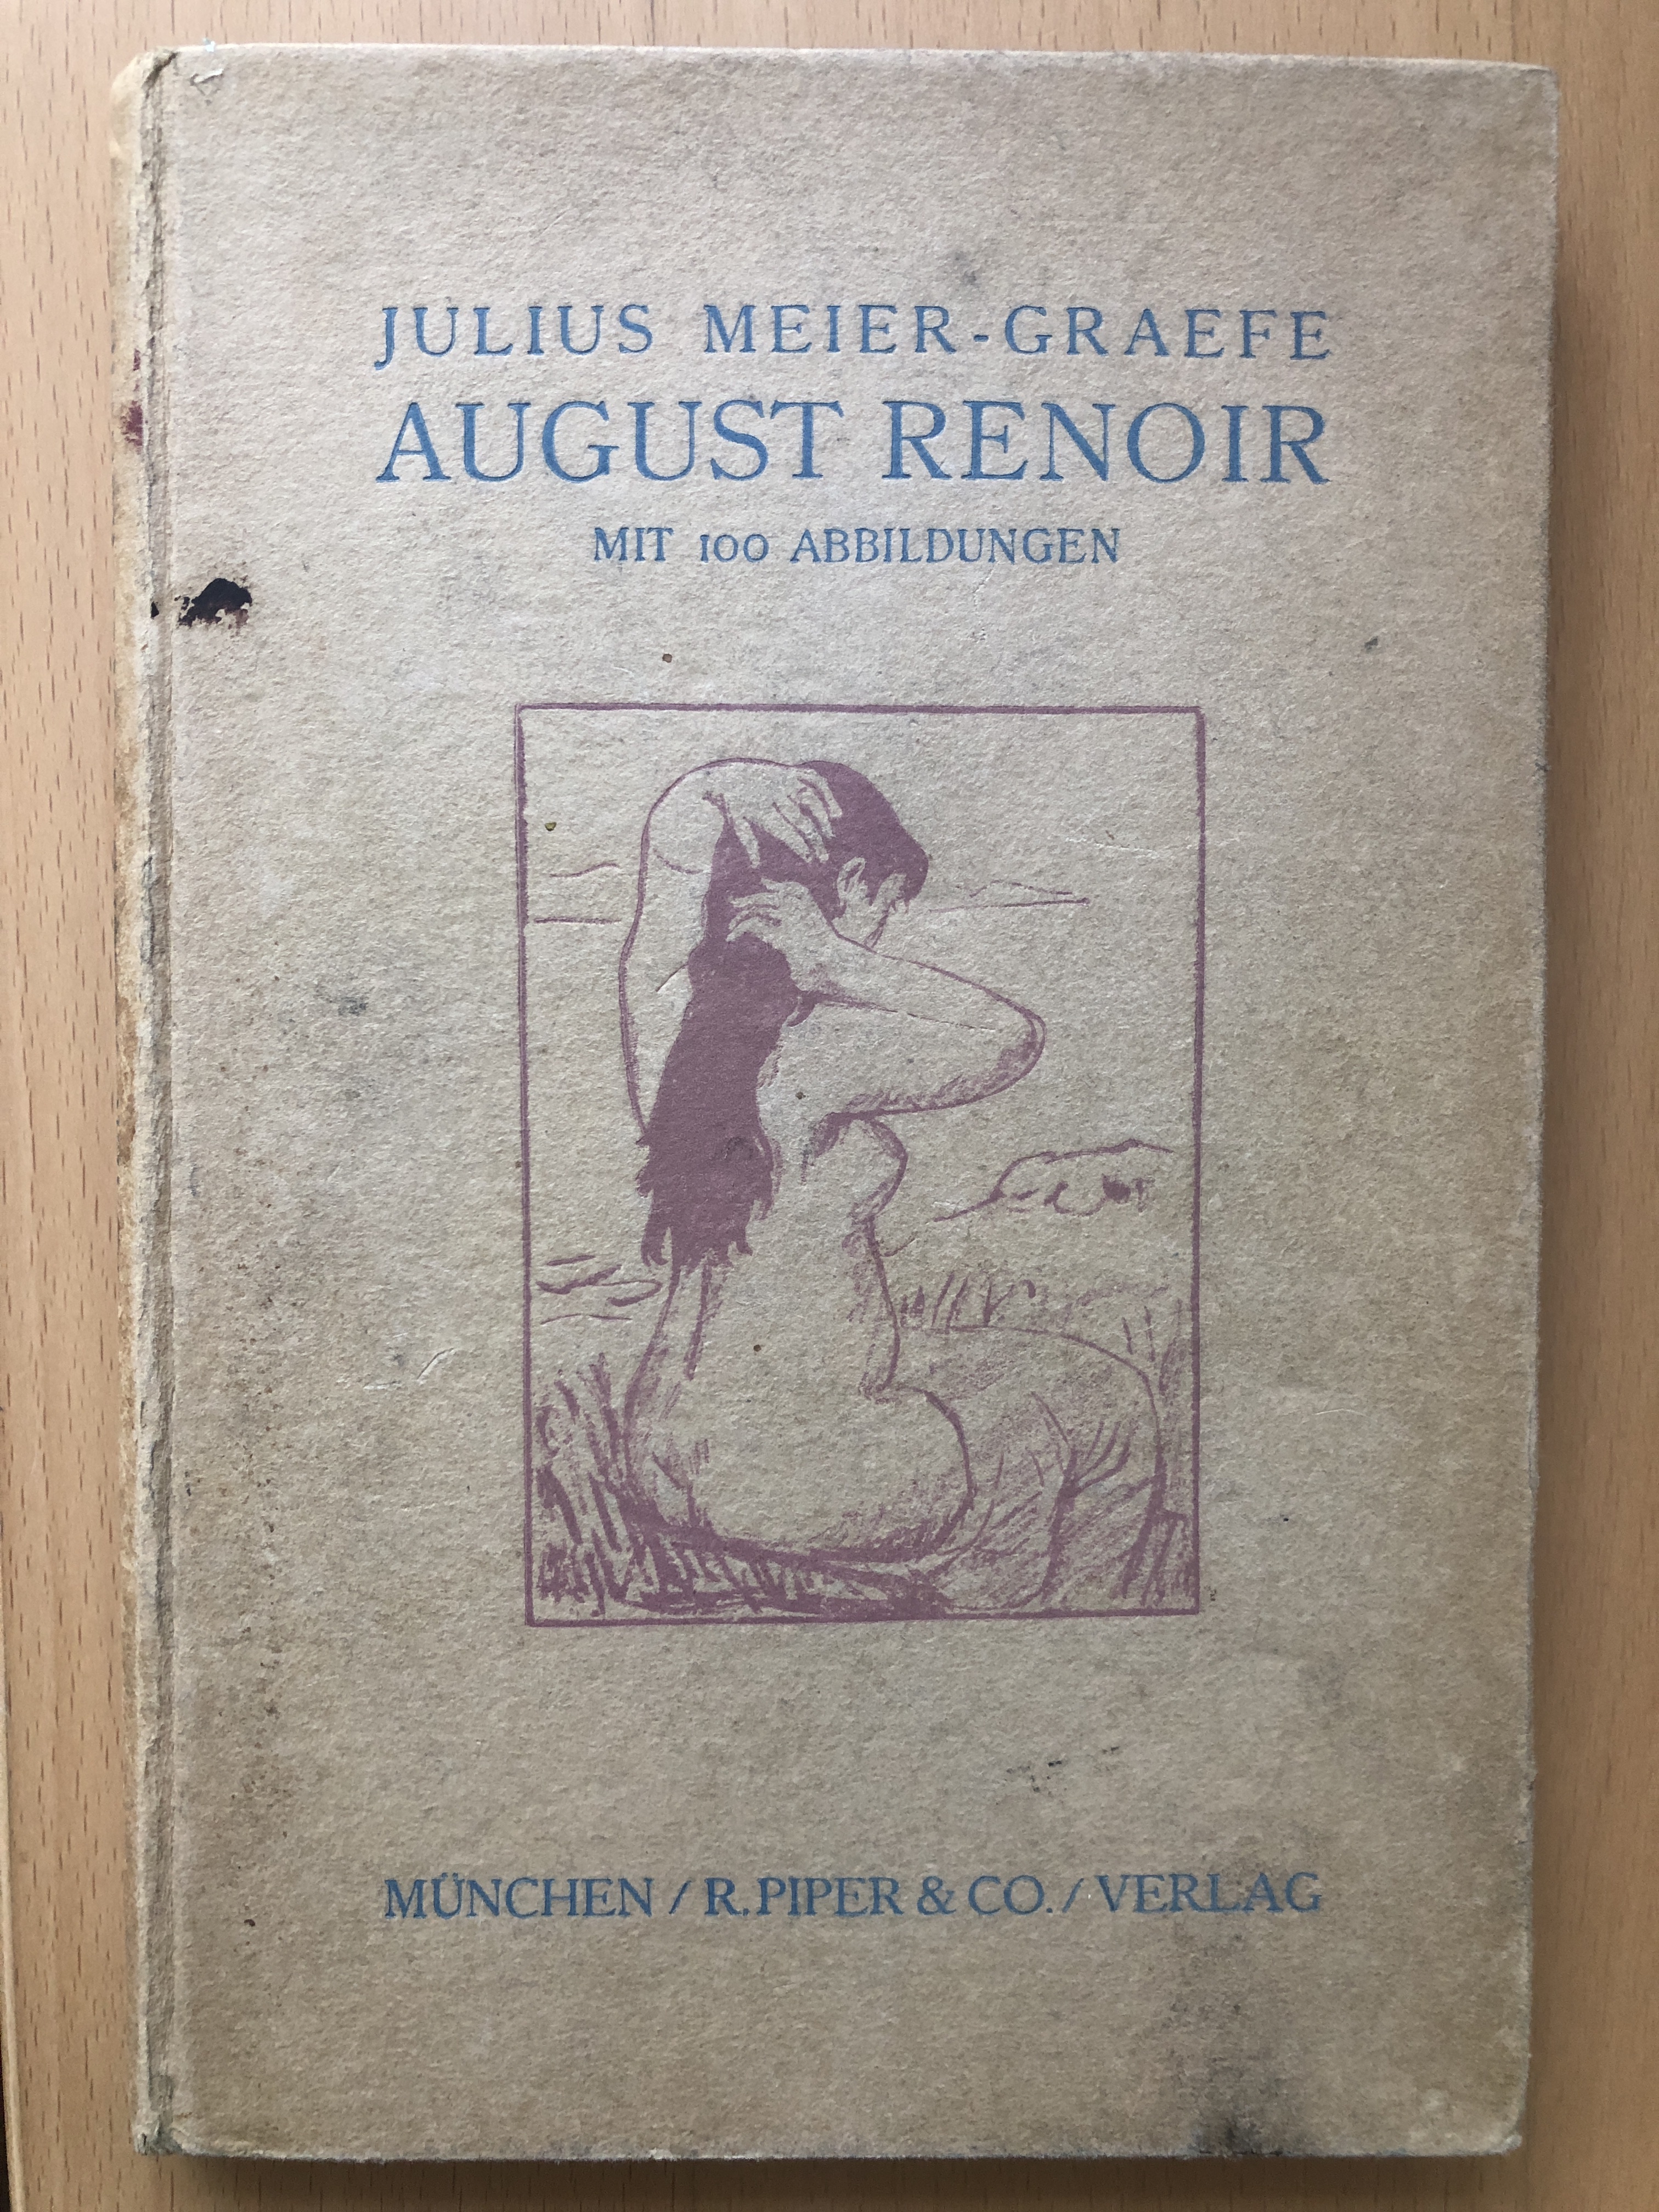 JULIUS MEIER-GRAEFE
AUGUST RENOIR
MIT 100 ABBILDUNGEN
MÜNCHEN / R. PIPER & CO. / VERLAG